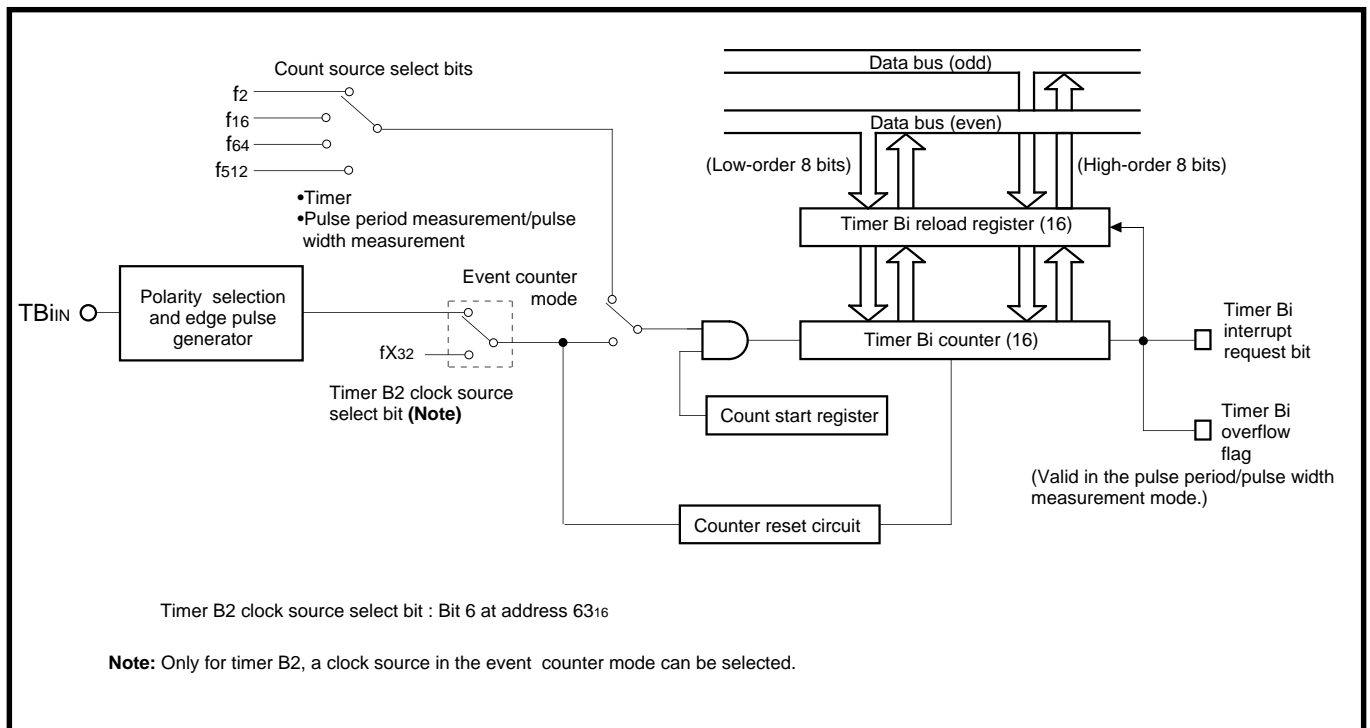 Count source select bits
f2
f16
f64
f512
•Timer
•Pulse period measurement/pulse
width measurement
Data bus (odd)
Data bus (even)
(Low-order 8 bits)
(High-order 8 bits)
Timer Bi reload register (16)
TBiIN
Polarity selection
and edge pulse
generator
Event counter
mode
fX32
Timer B2 clock source
select bit (Note)
Timer Bi counter (16)
Count start register
Counter reset circuit
Timer Bi
interrupt
request bit
Timer Bi
overflow
flag
(Valid in the pulse period/pulse width
measurement mode.)
Timer B2 clock source select bit : Bit 6 at address 6316
Note: Only for timer B2, a clock source in the event counter mode can be selected.